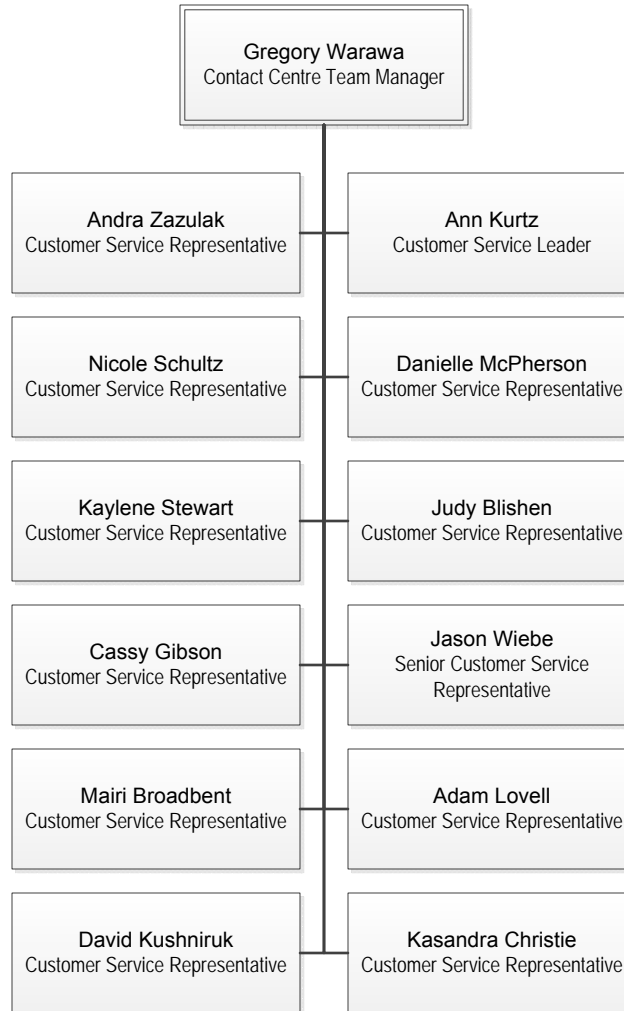 Gregory Warawa
Contact Centre Team Manager
Andra Zazulak
Customer Service Representative
Ann Kurtz
Customer Service Leader
Nicole Schultz
Customer Service Representative
Danielle McPherson
Customer Service Representative
Kaylene Stewart
Customer Service Representative
Judy Blishen
Customer Service Representative
Cassy Gibson
Customer Service Representative
Jason Wiebe
Senior Customer Service
Representative
Mairi Broadbent
Customer Service Representative
Adam Lovell
Customer Service Representative
David Kushniruk
Customer Service Representative
Kasandra Christie
Customer Service Representative